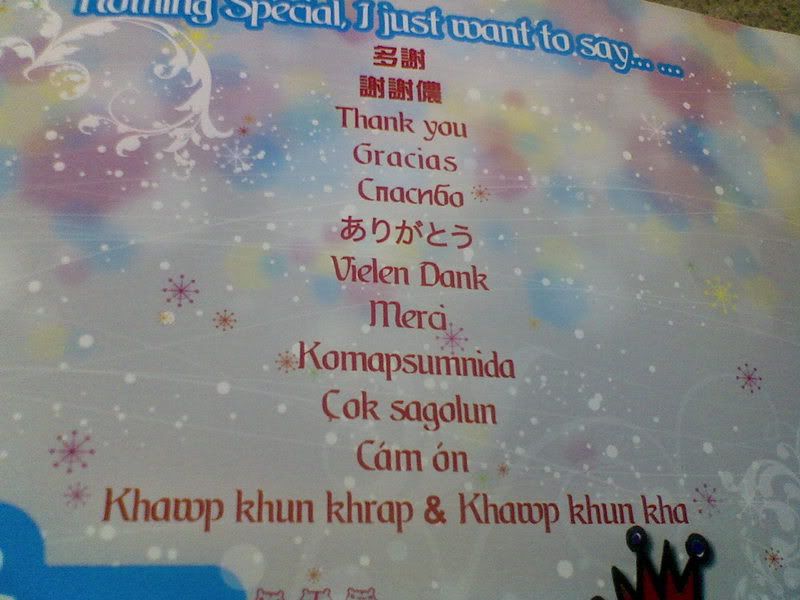 Nothing Special, I just want to say... ...
多謝
謝謝儂
Thank you
Gracias
Спасибо
ありがとう
Vielen Dank
Merci
Komapsumnida
Çok sagolun
Cám ón
Khawp khun khrap & Khawp khun kha